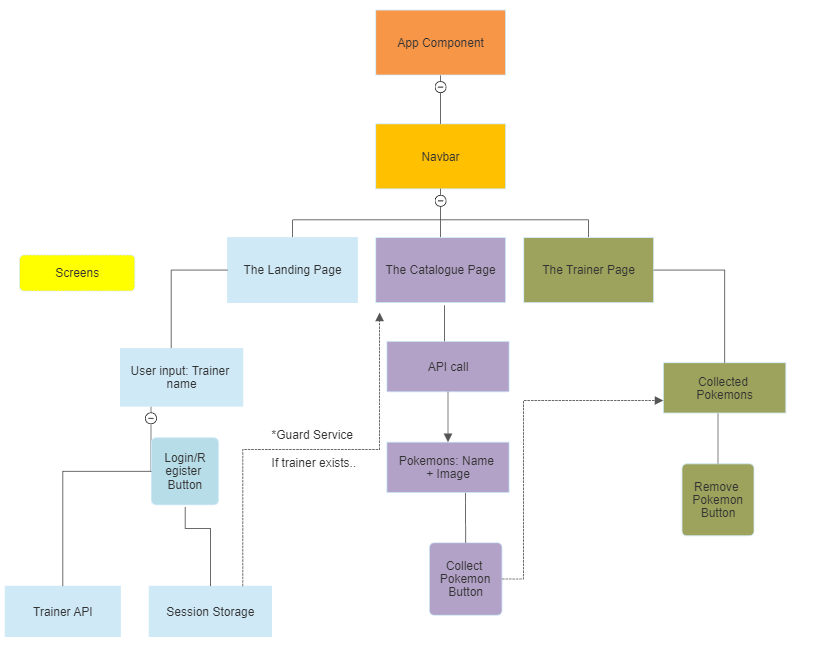 App Component
Navbar
The Landing Page
The Catalogue Page
The Trainer Page
Screens
User input: Trainer
name
API call
Collected
Pokemons
*Guard Service
If trainer exists..
Login/R
egister
Button
Pokemons: Name
+ Image
Remove
Pokemon
Button
Collect
Pokemon
Button
Trainer API
Session Storage